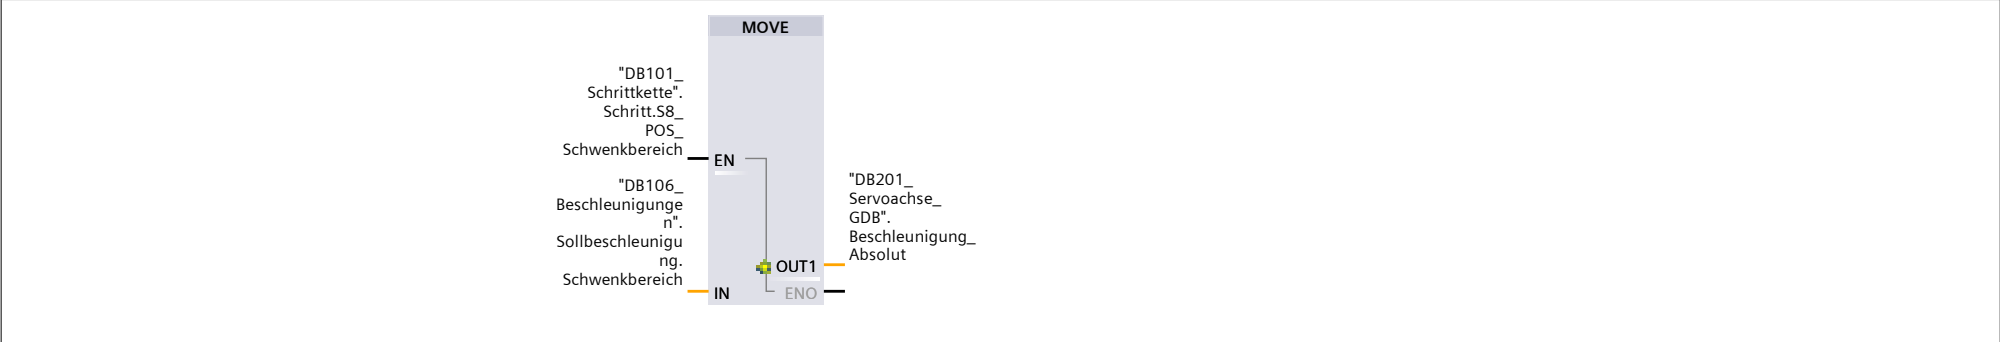 MOVE
"DB101_
Schrittkette".
Schritt.S8_
POS_
Schwenkbereich
EN
"DB106_
Beschleunigunge
n".
Sollbeschleunigu
ng.
Schwenkbereich
IN
"DB201_
Servoachse_
GDB".
Beschleunigung_
Absolut
OUT1
ENO